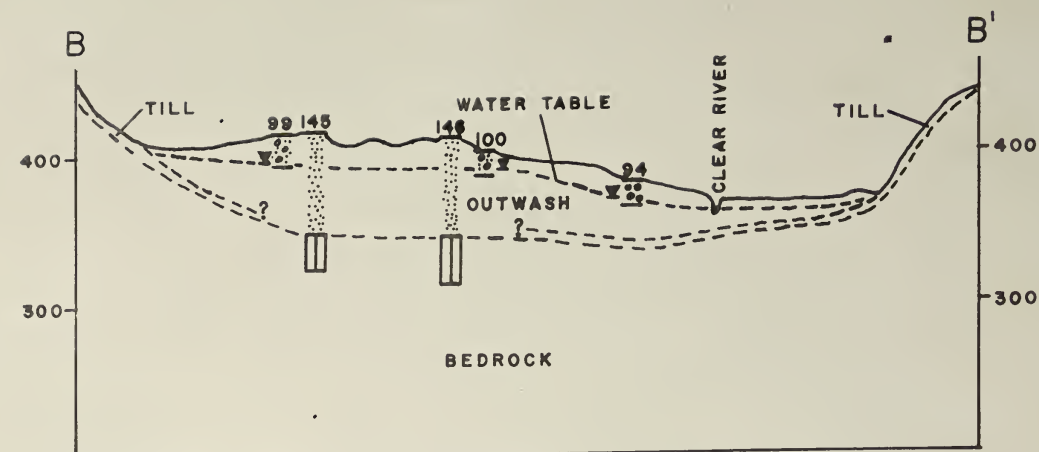 B
B'
TILL
99
145
146
100
WATER TABLE
94
CLEAR RIVER
TILL
400
400
OUTWASH
?
?
300
300
BEDROCK